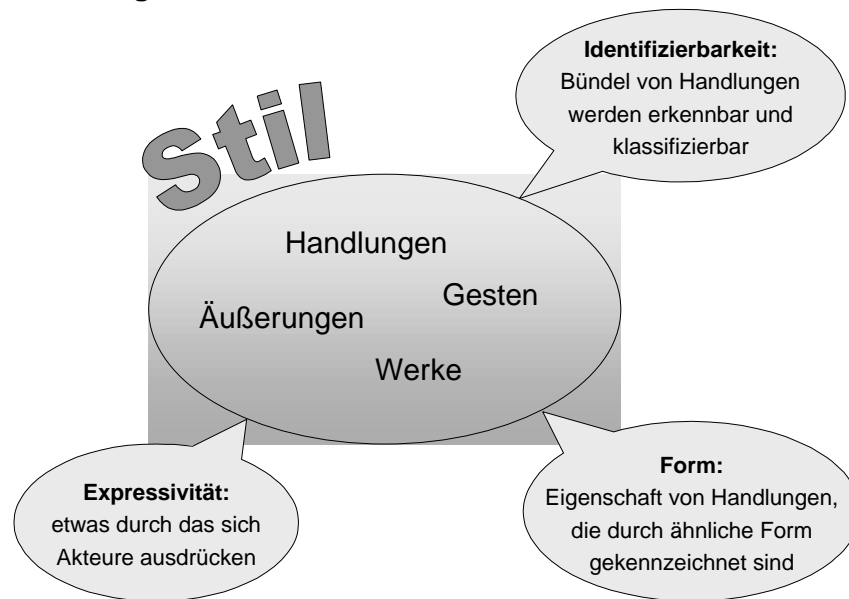 Identifizierbarkeit:
Bündel von Handlungen
werden erkennbar und
klassifizierbar
Stil
Handlungen
Gesten
Äußerungen
Werke
Expressivität:
etwas durch das sich
Akteure ausdrücken
Form:
Eigenschaft von Handlungen,
die durch ähnliche Form
gekennzeichnet sind